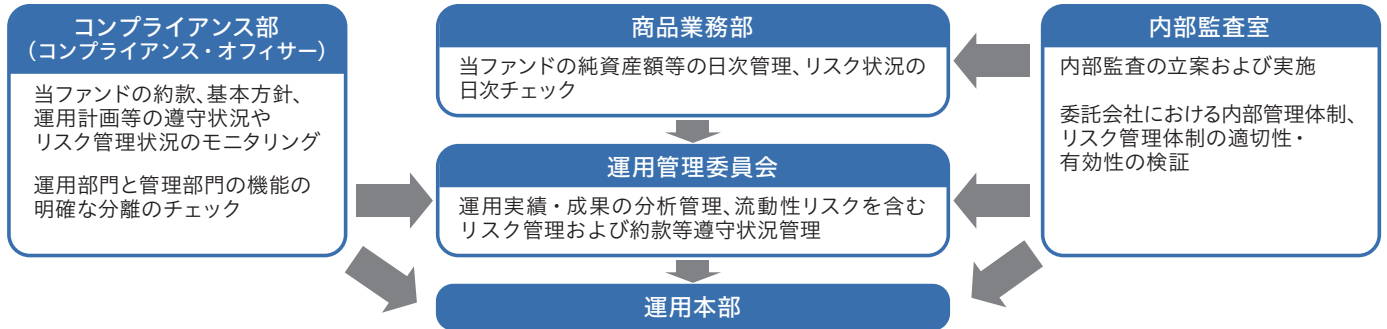 コンプライアンス部
（コンプライアンス・オフィサー）
当ファンドの約款、基本方針、
運用計画等の遵守状況や
リスク管理状況のモニタリング
運用部門と管理部門の機能の
明確な分離のチェック
商品業務部
当ファンドの純資産額等の日次管理、リスク状況の
日次チェック
運用管理委員会
運用実績・成果の分析管理、流動性リスクを含む
リスク管理および約款等遵守状況管理
運用本部
内部監査室
内部監査の立案および実施
委託会社における内部管理体制、
リスク管理体制の適切性・
有効性の検証